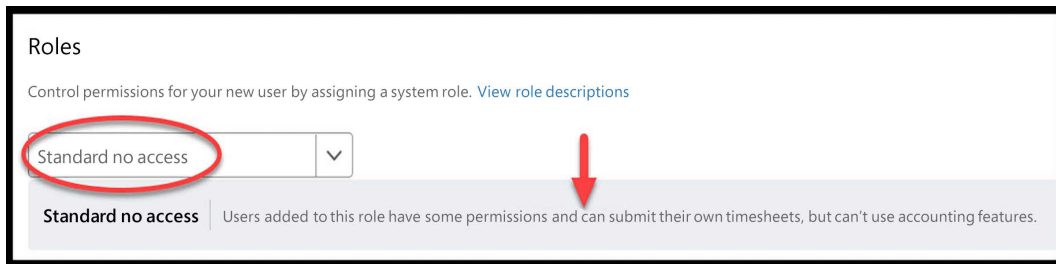 Roles
Control permissions for your new user by assigning a system role. View role descriptions
Standard no access
Standard no access Users added to this role have some permissions and can submit their own timesheets, but can't use accounting features.